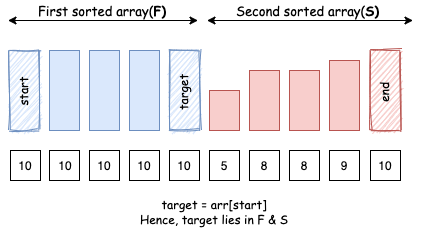 First sorted array(F) Second sorted array(S)
start target end
10 10 10 10 10 5 8 8 9 10
target = arr[start]
Hence, target lies in F & S